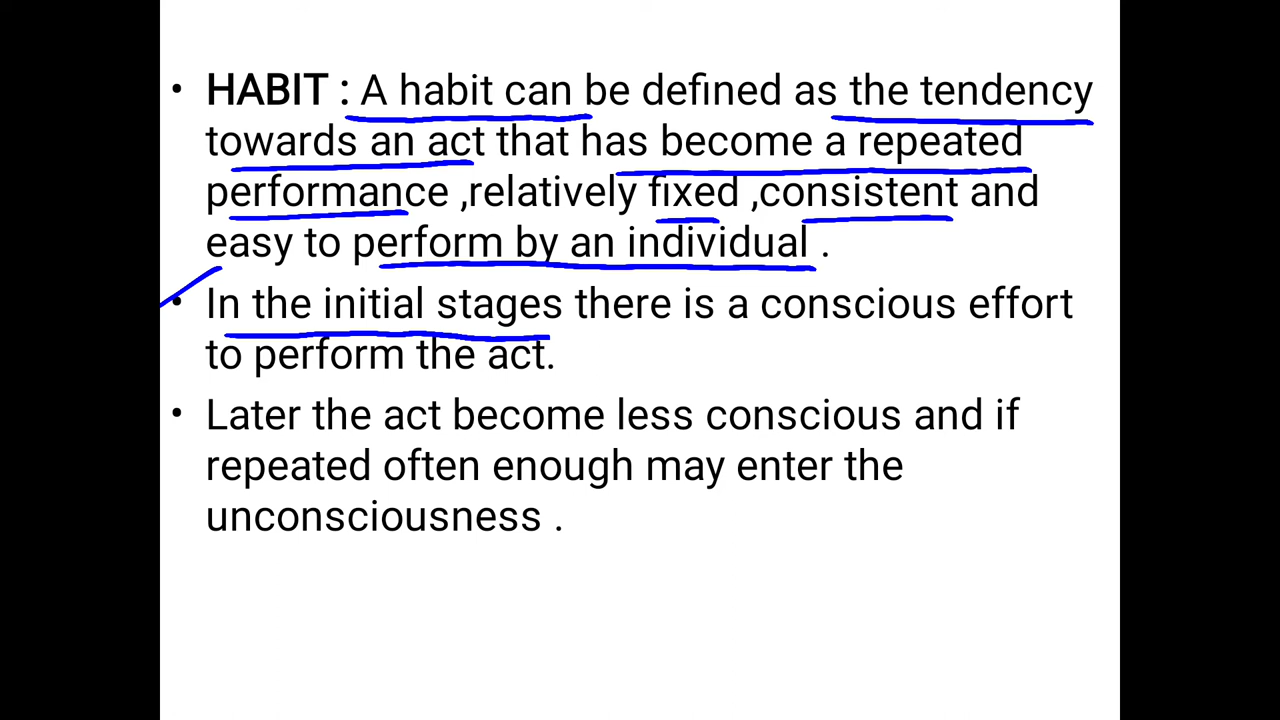 • HABIT : A habit can be defined as the tendency
towards an act that has become a repeated
performance ,relatively fixed ,consistent and
easy to perform by an individual .
• In the initial stages there is a conscious effort
to perform the act.
• Later the act become less conscious and if
repeated often enough may enter the
unconsciousness .